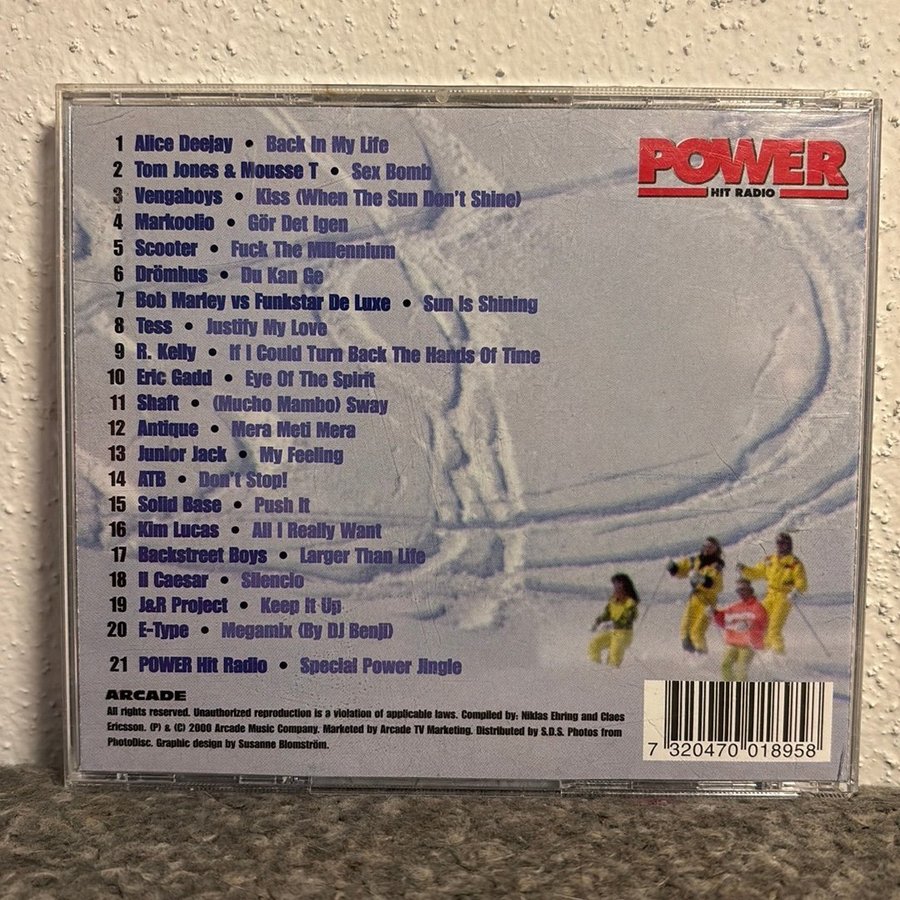 POWER
HIT RADIO
1 Alice Deejay • Back In My Life
2 Tom Jones & Mousse T • Sex Bomb
3 Vengaboys • Kiss (When The Sun Don't Shine)
4 Markoolio • Gör Det Igen
5 Scooter • Fuck The Millennium
6 Drömhus • Du Kan Ge
7 Bob Marley vs Funkstar De Luxe • Sun Is Shining
8 Tess • Justify My Love
9 R. Kelly • If I Could Turn Back The Hands Of Time
10 Eric Gadd • Eye Of The Spirit
11 Shaft • (Mucho Mambo) Sway
12 Antique • Mera Meti Mera
13 Junior Jack • My Feeling
14 ATB • Don't Stop!
15 Solid Base • Push It
16 Kim Lucas • All I Really Want
17 Backstreet Boys • Larger Than Life
18 Il Caesar • Silencio
19 J&R Project • Keep It Up
20 E-Type • Megamix (By DJ Benji)
21 POWER Hit Radio • Special Power Jingle
ARCADE
All rights reserved. Unauthorized reproduction is a violation of applicable laws. Compiled by: Niklas Ehring and Claes
Ericsson. (P) & (C) 2000 Arcade Music Company. Marketed by Arcade TV Marketing. Distributed by S.D.S. Photos from
PhotoDisc. Graphic design by Susanne Blomström.
7 320470 018958